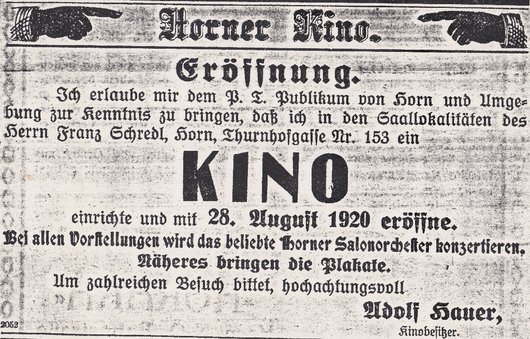 Horner Kino.
Eröffnung.
Ich erlaube mir dem P. T. Publikum von Horn und Umge-
bung zur Kenntnis zu bringen, daß ich in den Saallokalitäten des
Herrn Franz Schredl, Horn, Thurnhofgasse Nr. 153 ein
KINO
einrichte und mit 28. August 1920 eröffne.
Bei allen Vorstellungen wird das beliebte Horner Salonorchester konzertieren.
Näheres bringen die Plakate.
Um zahlreichen Besuch bittet, hochachtungsvoll
Adolf Hauer,
2052
Kinobesitzer.